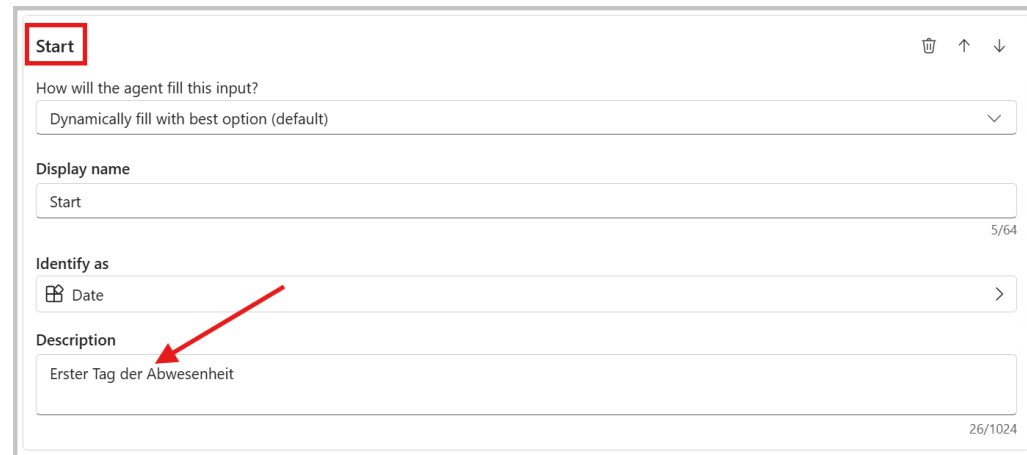 Start
How will the agent fill this input?
Dynamically fill with best option (default)
Display name
Start
5/64
Identify as
Date
Description
Erster Tag der Abwesenheit
26/1024